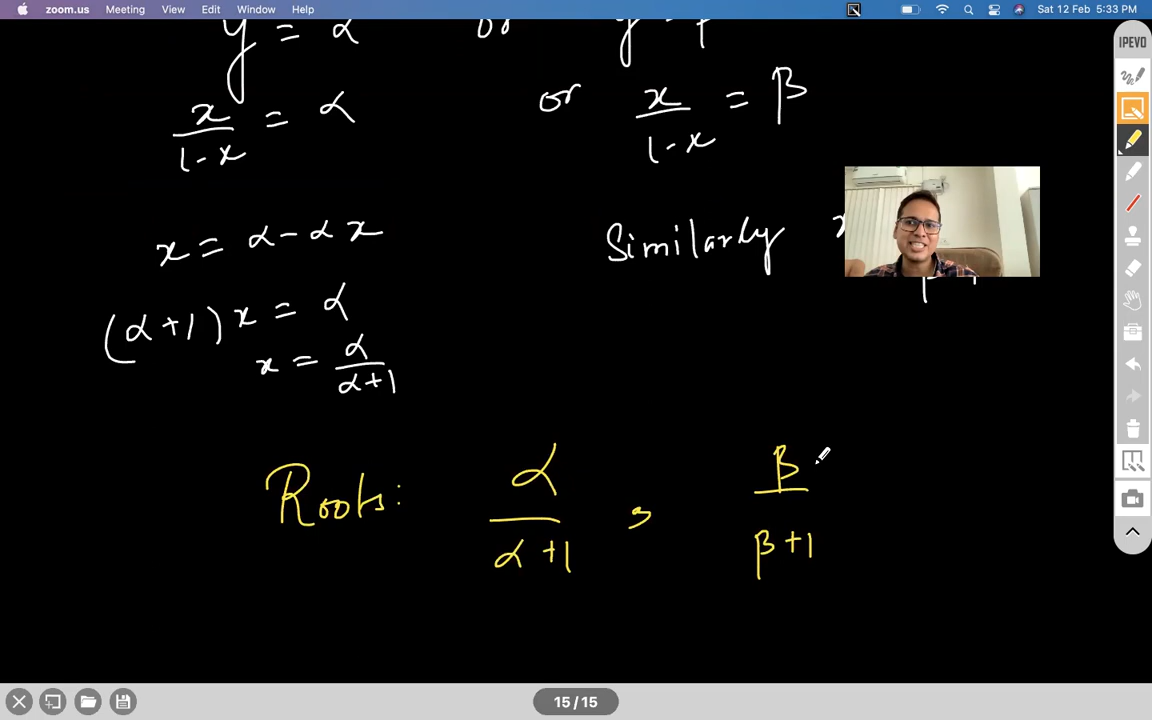 zoom.us Meeting View Edit Window Help Sat 12 Feb 5:33 PM
IPEVO
y = α or y =
x/(1-x) = α or x/(1-x) = β
x = α - αx Similarly
(α+1)x = α
x = α/(α+1)
Roots: α/(α+1) , β/(β+1)
15/15